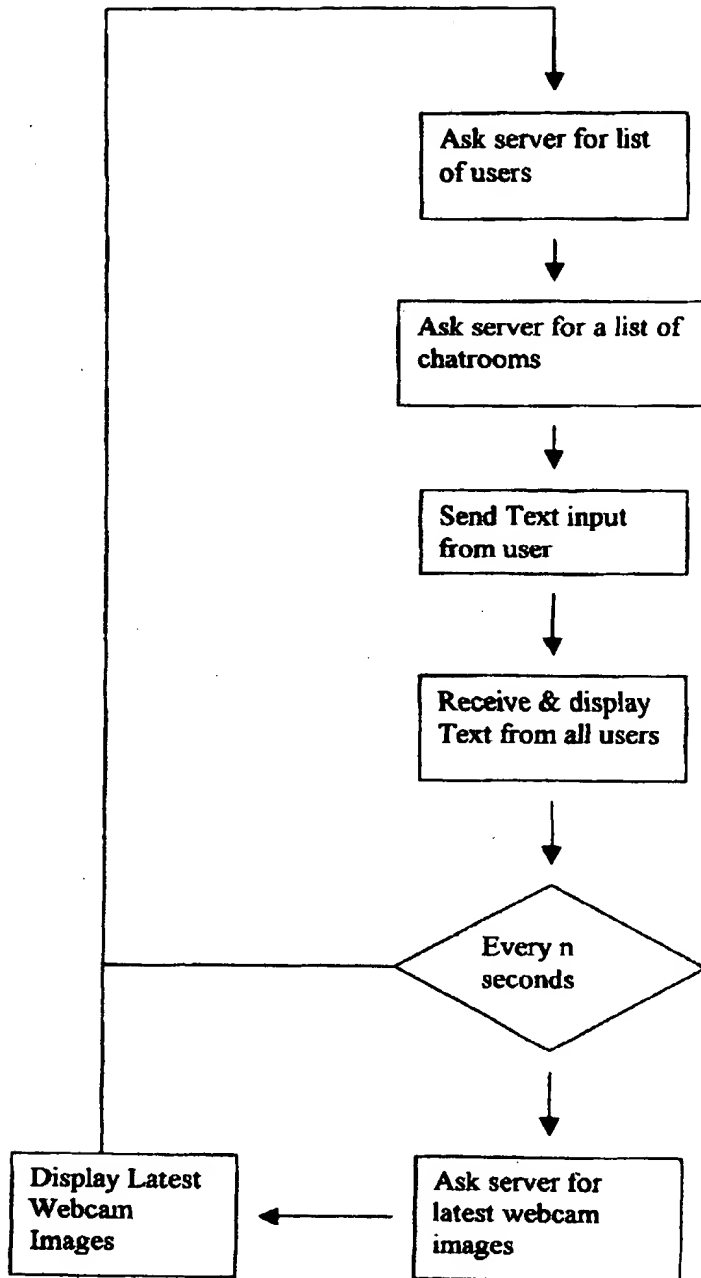 Ask server for list
of users
Ask server for a list of
chatrooms
Send Text input
from user
Receive & display
Text from all users
Every n
seconds
Ask server for
latest webcam
images
Display Latest
Webcam
Images